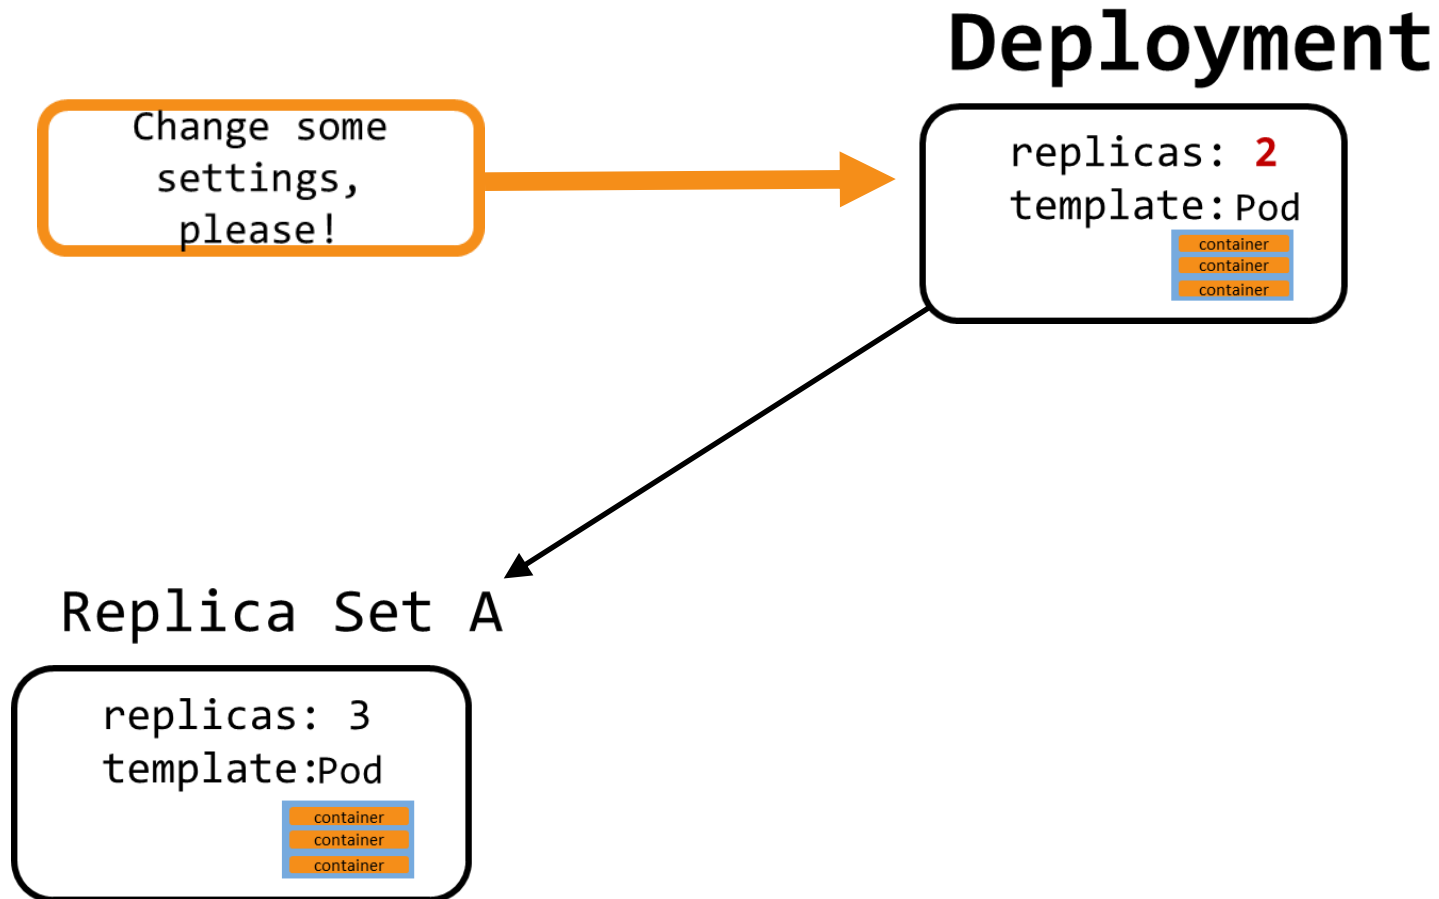 Deployment
Change some
settings,
please!
replicas: 2
template: Pod
container
container
container
Replica Set A
replicas: 3
template:Pod
container
container
container